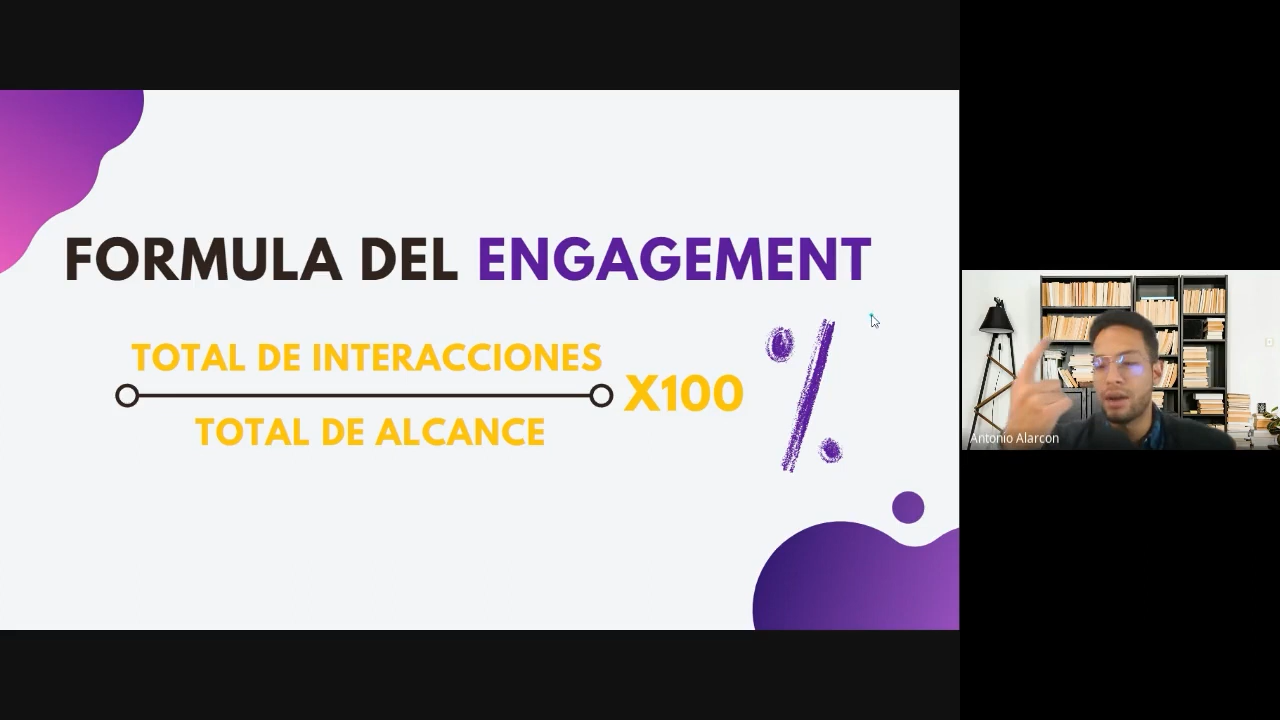 FORMULA DEL ENGAGEMENT
TOTAL DE INTERACCIONES
X100 %
TOTAL DE ALCANCE
Antonio Alarcon